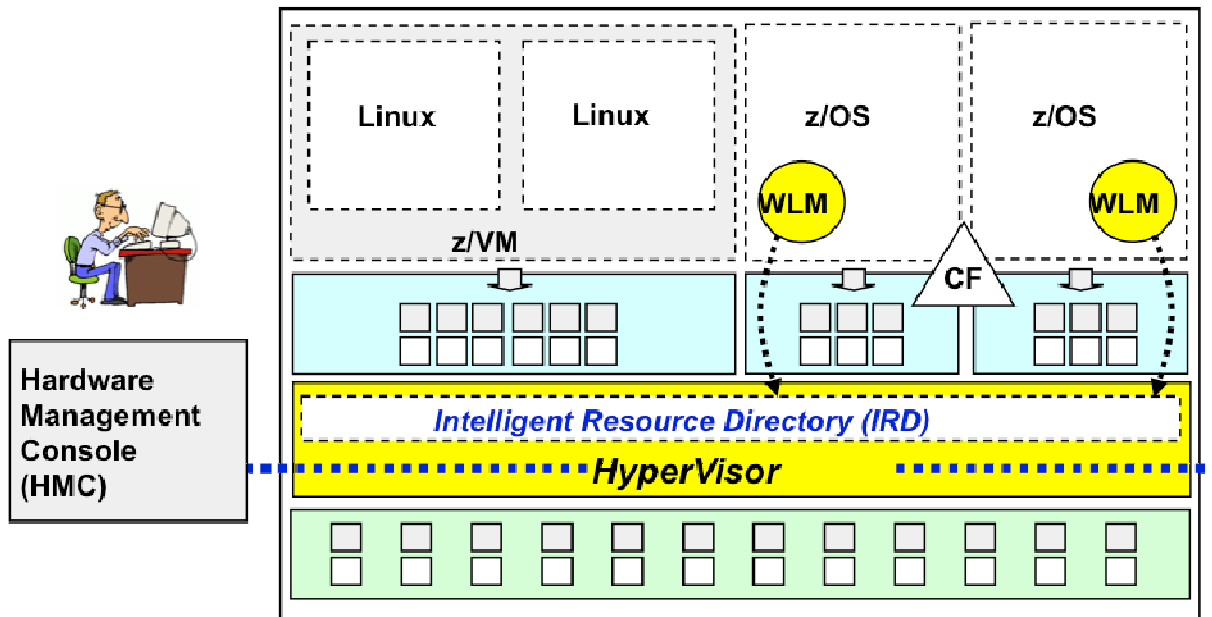 Linux
Linux
z/OS
z/OS
WLM
WLM
z/VM
CF
Hardware
Management
Console
(HMC)
Intelligent Resource Directory (IRD)
HyperVisor